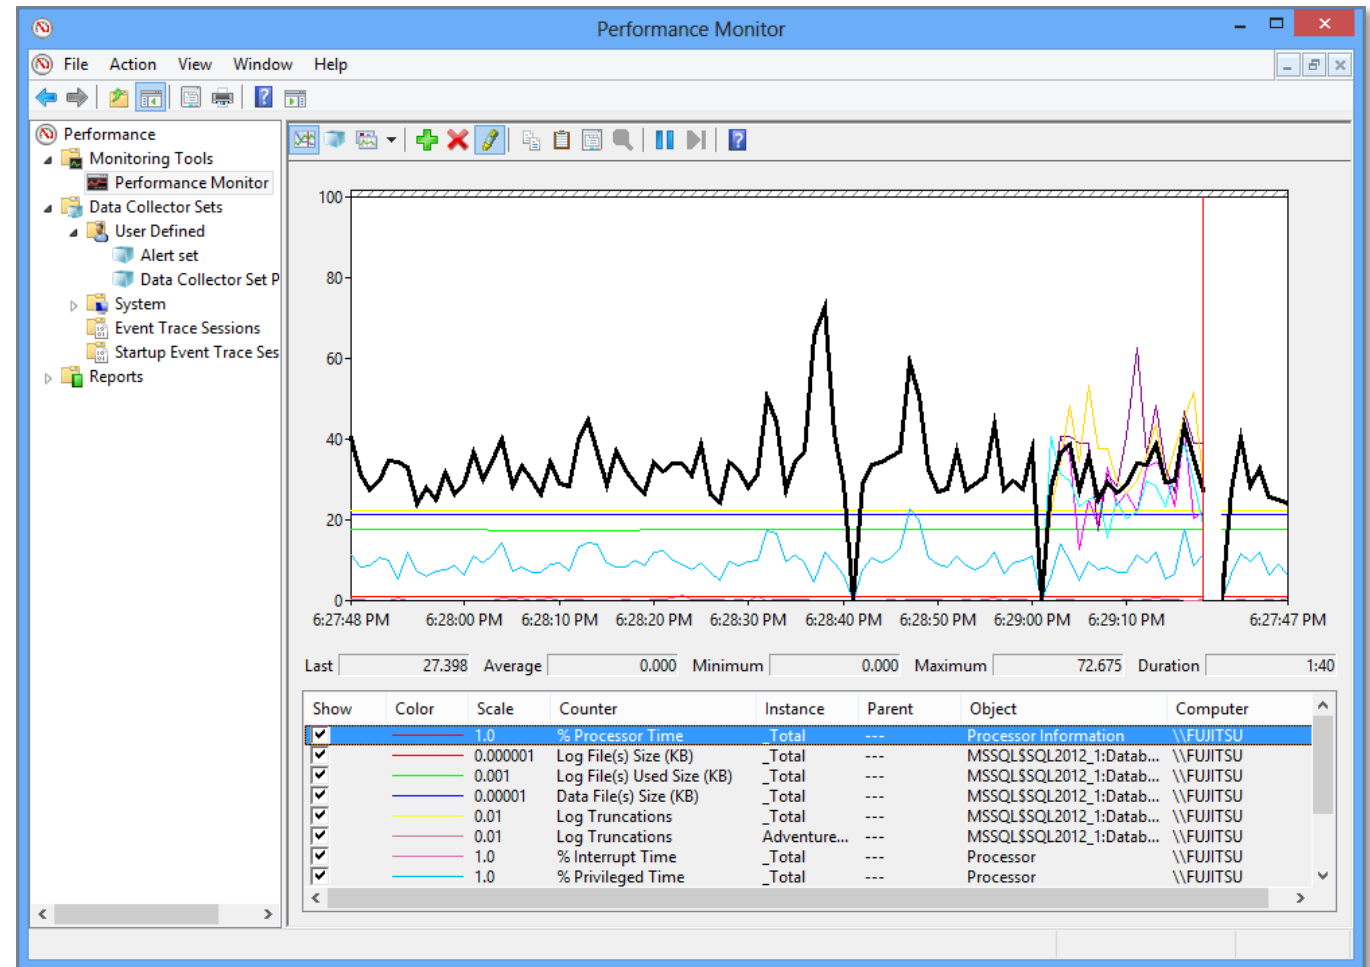 Performance Monitor
File Action View Window Help
Performance
Monitoring Tools
Performance Monitor
Data Collector Sets
User Defined
Alert set
Data Collector Set P
System
Event Trace Sessions
Startup Event Trace Ses
Reports
100
80
60
40
20
0
6:27:48 PM 6:28:00 PM 6:28:10 PM 6:28:20 PM 6:28:30 PM 6:28:40 PM 6:28:50 PM 6:29:00 PM 6:29:10 PM 6:27:47 PM
Last 27.398 Average 0.000 Minimum 0.000 Maximum 72.675 Duration 1:40
Show Color Scale Counter Instance Parent Object Computer
1.0 % Processor Time _Total --- Processor Information \\FUJITSU
0.000001 Log File(s) Size (KB) _Total --- MSSQL$SQL2012_1:Datab... \\FUJITSU
0.001 Log File(s) Used Size (KB) _Total --- MSSQL$SQL2012_1:Datab... \\FUJITSU
0.00001 Data File(s) Size (KB) _Total --- MSSQL$SQL2012_1:Datab... \\FUJITSU
0.01 Log Truncations _Total --- MSSQL$SQL2012_1:Datab... \\FUJITSU
0.01 Log Truncations Adventure... --- MSSQL$SQL2012_1:Datab... \\FUJITSU
1.0 % Interrupt Time _Total --- Processor \\FUJITSU
1.0 % Privileged Time _Total --- Processor \\FUJITSU